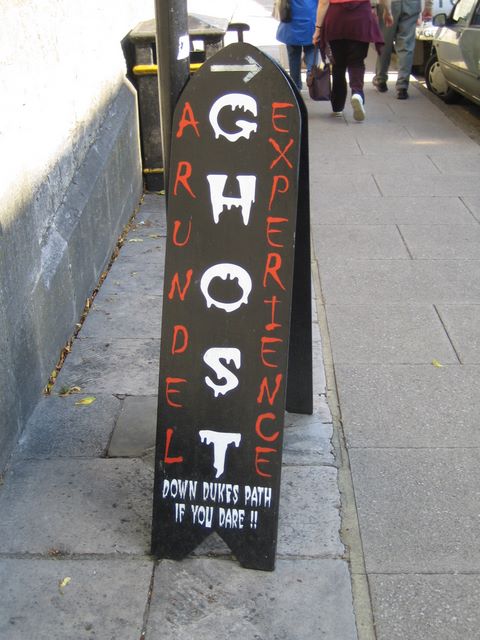 ARUNDEL
GHOST
EXPERIENCE
DOWN DUKES PATH
IF YOU DARE !!